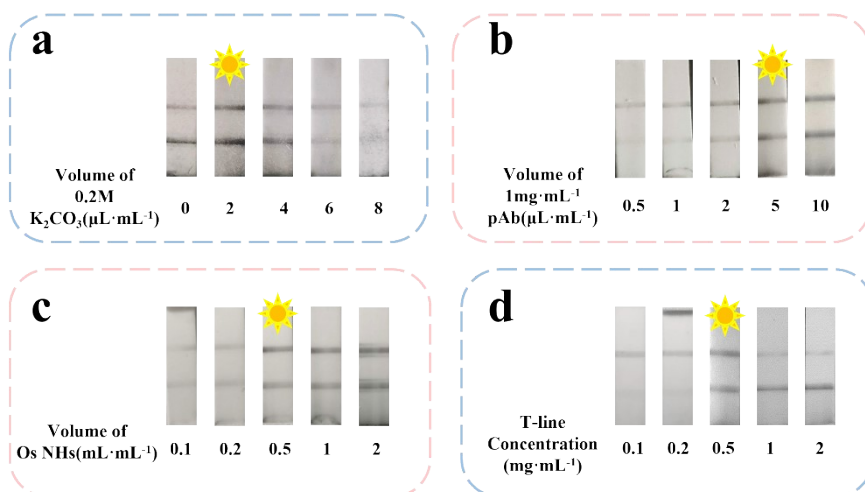 a
Volume of
0.2M
K₂CO₃(μL·mL⁻¹)
0 2 4 6 8
b
Volume of
1mg·mL⁻¹
pAb(μL·mL⁻¹)
0.5 1 2 5 10
c
Volume of
Os NHs(mL·mL⁻¹)
0.1 0.2 0.5 1 2
d
T-line
Concentration
(mg·mL⁻¹)
0.1 0.2 0.5 1 2